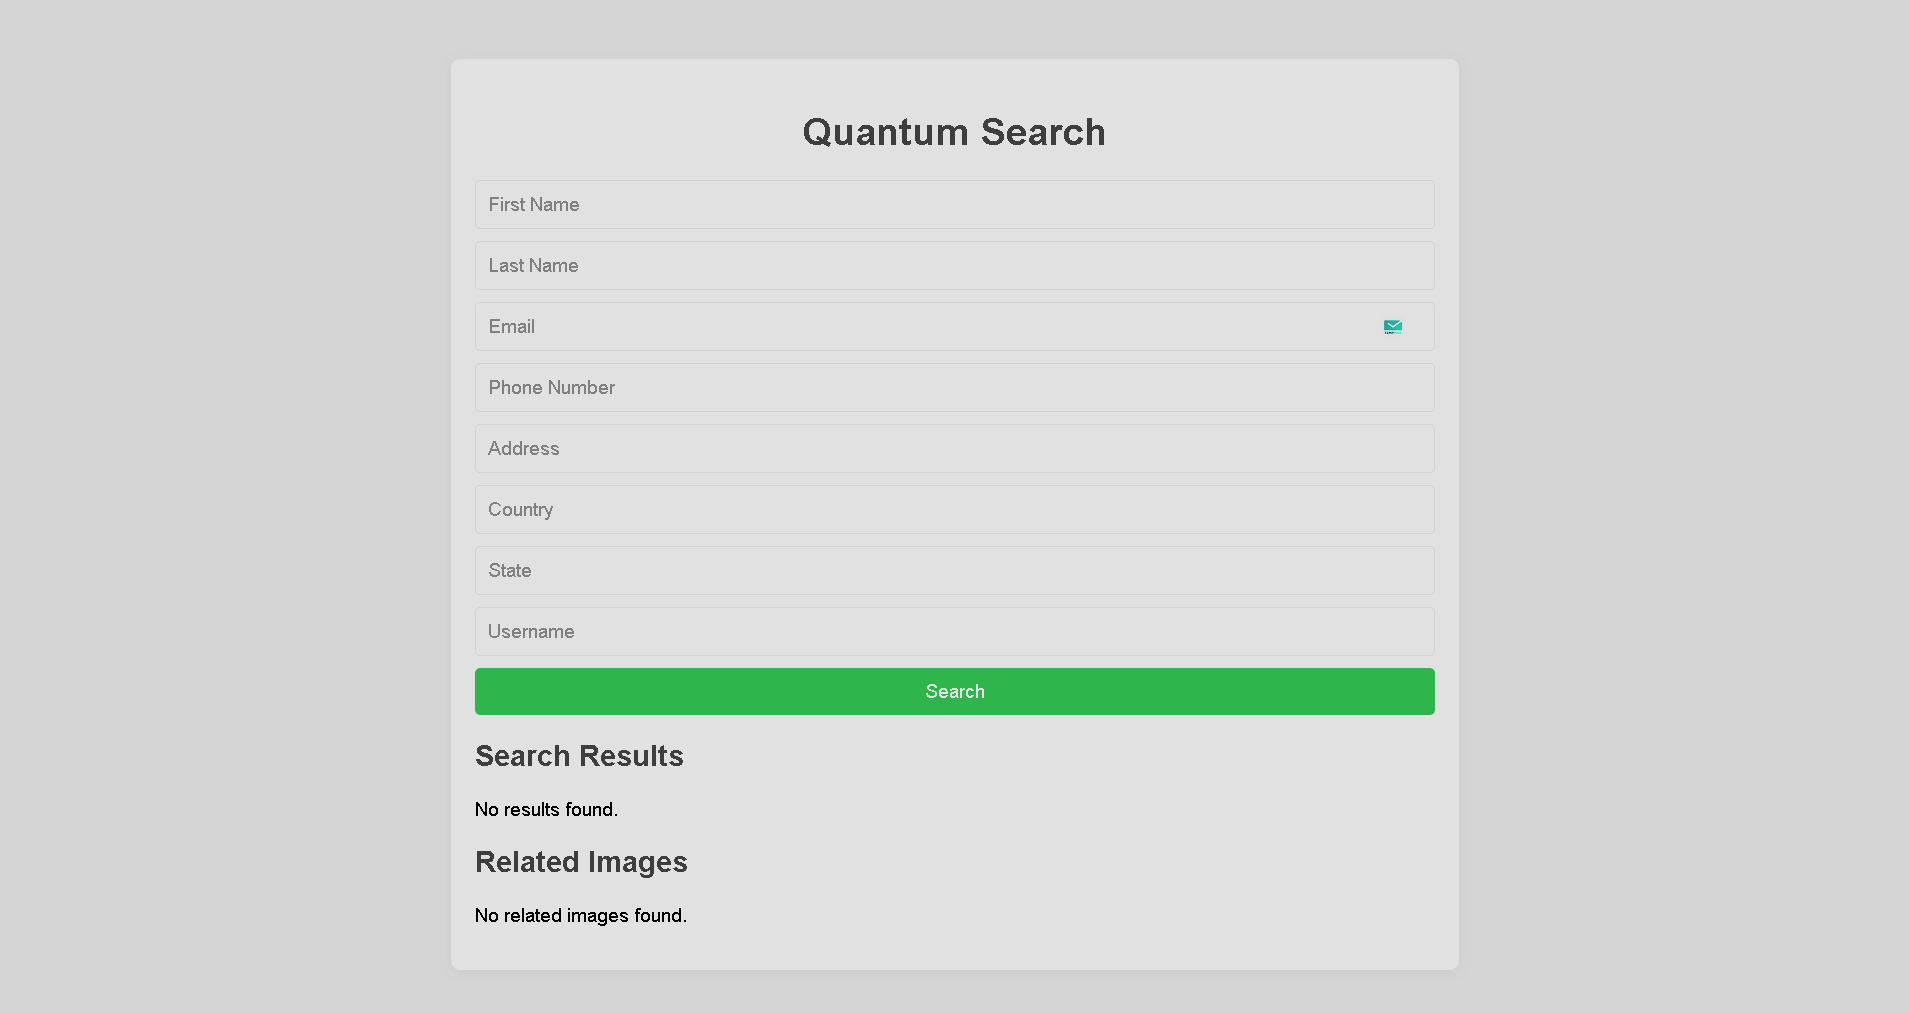 Quantum Search
First Name
Last Name
Email
Phone Number
Address
Country
State
Username
Search
Search Results
No results found.
Related Images
No related images found.